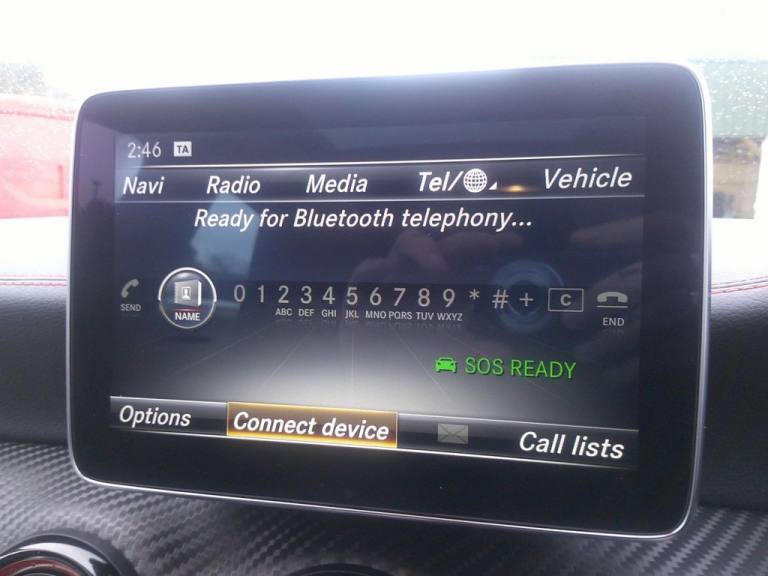 2:46 TA
Navi Radio Media Tel/ Vehicle
Ready for Bluetooth telephony...
SEND NAME 0 1 2 3 4 5 6 7 8 9 * # + C END
ABC DEF GHI JKL MNO PQRS TUV WXYZ
SOS READY
Options Connect device Call lists